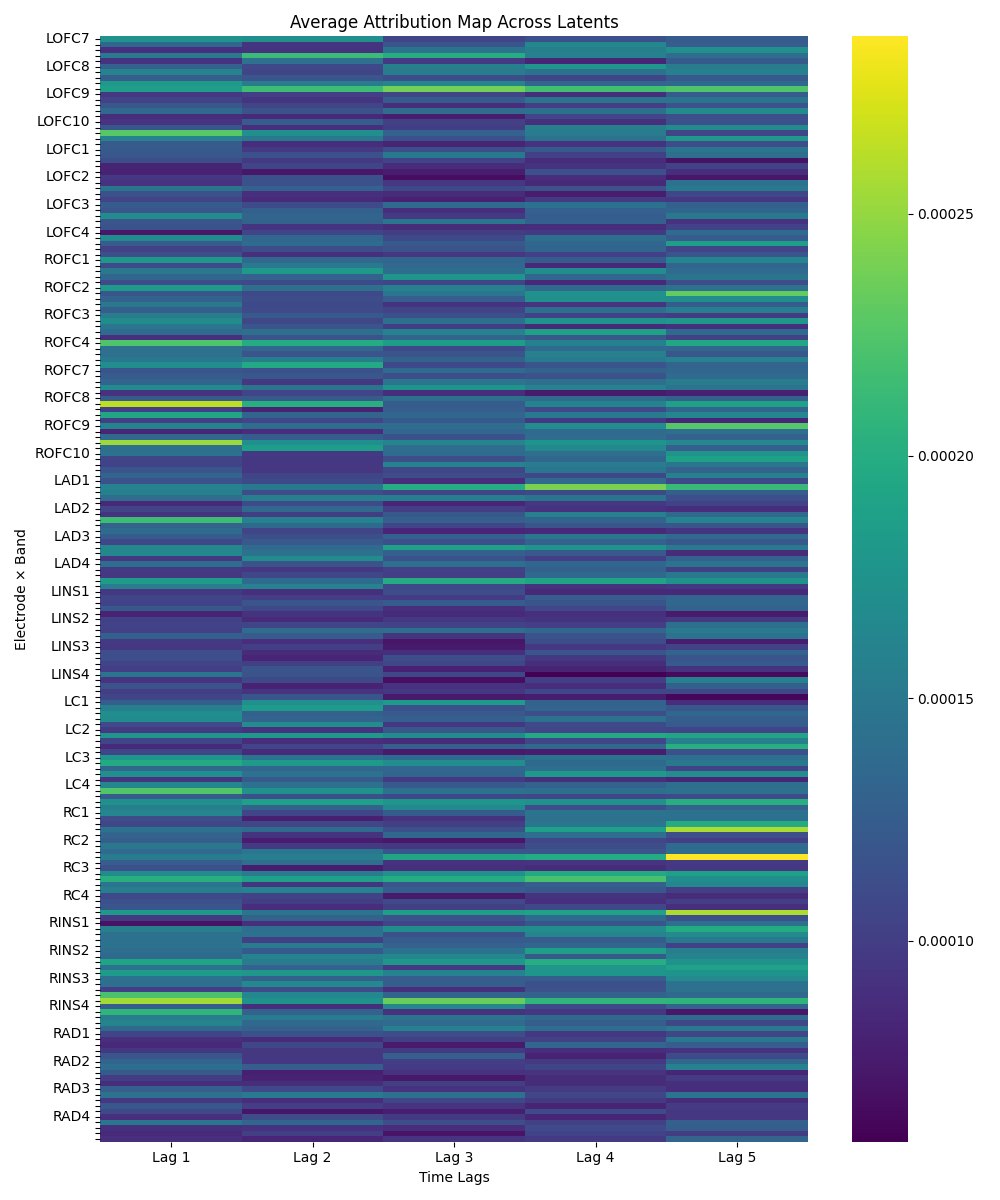 Average Attribution Map Across Latents
LOFC7
LOFC8
LOFC9
LOFC10
LOFC1
LOFC2
LOFC3
LOFC4
ROFC1
ROFC2
ROFC3
ROFC4
ROFC7
ROFC8
ROFC9
ROFC10
LAD1
LAD2
LAD3
LAD4
LINS1
LINS2
LINS3
LINS4
LC1
LC2
LC3
LC4
RC1
RC2
RC3
RC4
RINS1
RINS2
RINS3
RINS4
RAD1
RAD2
RAD3
RAD4
Electrode × Band
Lag 1 Lag 2 Lag 3 Lag 4 Lag 5
Time Lags
0.00025
0.00020
0.00015
0.00010